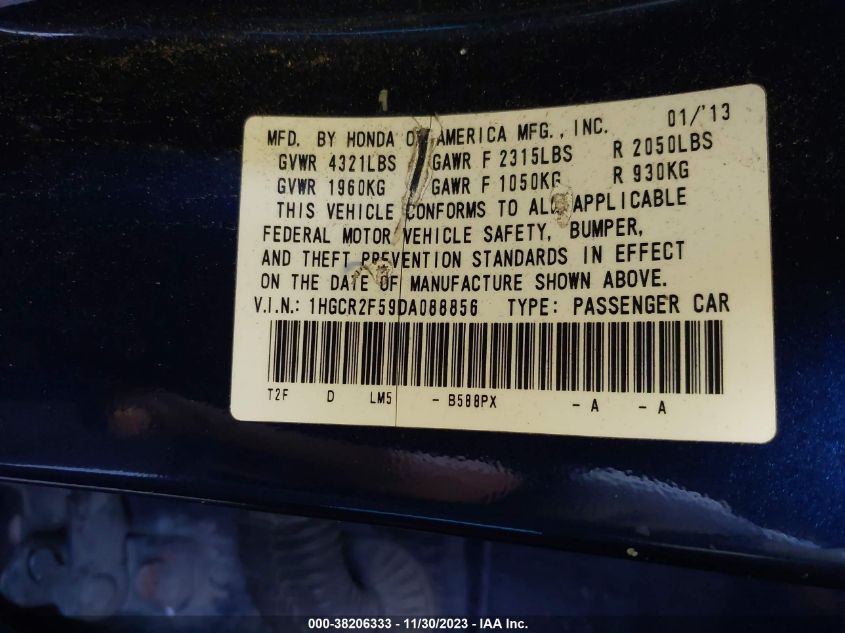 01/'13
MFD. BY HONDA OF AMERICA MFG., INC.
GVWR 4321LBS GAWR F 2315LBS R 2050LBS
GVWR 1960KG GAWR F 1050KG R 930KG
THIS VEHICLE CONFORMS TO ALL APPLICABLE
FEDERAL MOTOR VEHICLE SAFETY, BUMPER,
AND THEFT PREVENTION STANDARDS IN EFFECT
ON THE DATE OF MANUFACTURE SHOWN ABOVE.
V.I.N.: 1HGCR2F59DA088856 TYPE: PASSENGER CAR
T2F D LM5 - B588PX - A - A
000-38206333 - 11/30/2023 - IAA Inc.